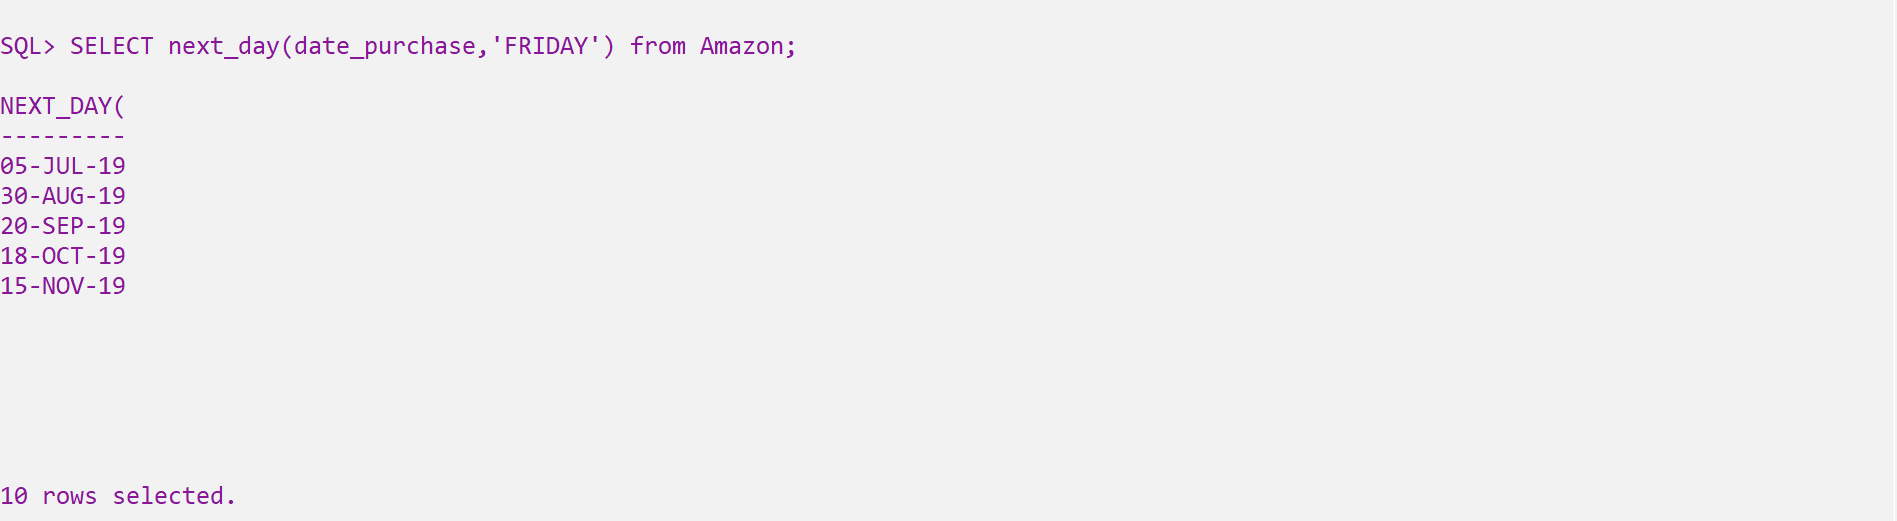 SQL> SELECT next_day(date_purchase,'FRIDAY') from Amazon;
NEXT_DAY(
---------
05-JUL-19
30-AUG-19
20-SEP-19
18-OCT-19
15-NOV-19
10 rows selected.